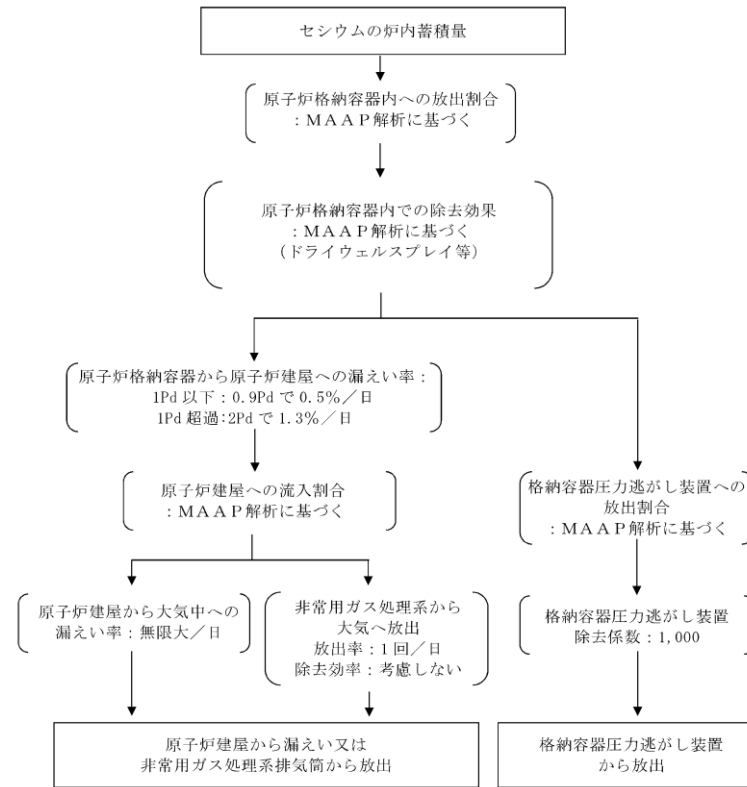 セシウムの炉内蓄積量
原子炉格納容器内への放出割合
：ＭＡＡＰ解析に基づく
原子炉格納容器内での除去効果
：ＭＡＡＰ解析に基づく
（ドライウェルスプレイ等）
原子炉格納容器から原子炉建屋への漏えい率：
1Pd 以下：0.9Pd で 0.5％／日
1Pd 超過：2Pd で 1.3％／日
原子炉建屋への流入割合
：ＭＡＡＰ解析に基づく
格納容器圧力逃がし装置への
放出割合
：ＭＡＡＰ解析に基づく
原子炉建屋から大気中への
漏えい率：無限大／日
非常用ガス処理系から
大気へ放出
放出率：1 回／日
除去効率：考慮しない
格納容器圧力逃がし装置
除去係数：1,000
原子炉建屋から漏えい又は
非常用ガス処理系排気筒から放出
格納容器圧力逃がし装置
から放出